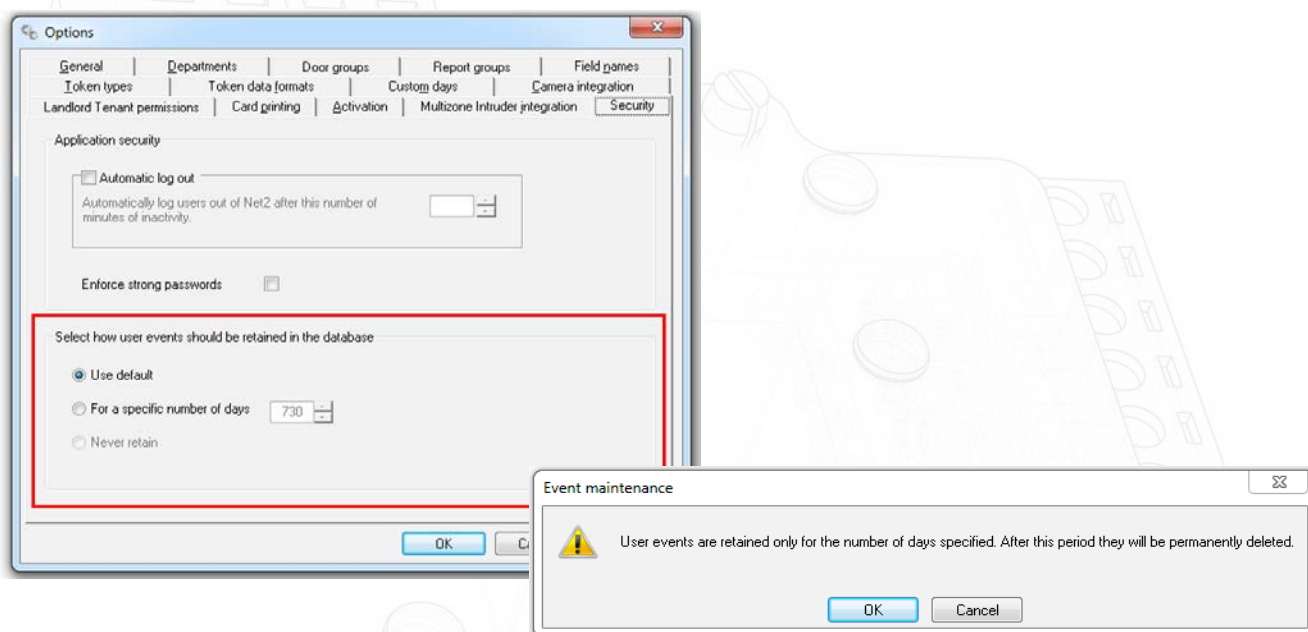 Options
General Departments Door groups Report groups Field names
Token types Token data formats Custom days Camera integration
Landlord Tenant permissions Card printing Activation Multizone Intruder integration Security
Application security
Automatic log out
Automatically log users out of Net2 after this number of
minutes of inactivity.
Enforce strong passwords
Select how user events should be retained in the database
Use default
For a specific number of days 730
Never retain
OK
Event maintenance
User events are retained only for the number of days specified. After this period they will be permanently deleted.
OK Cancel